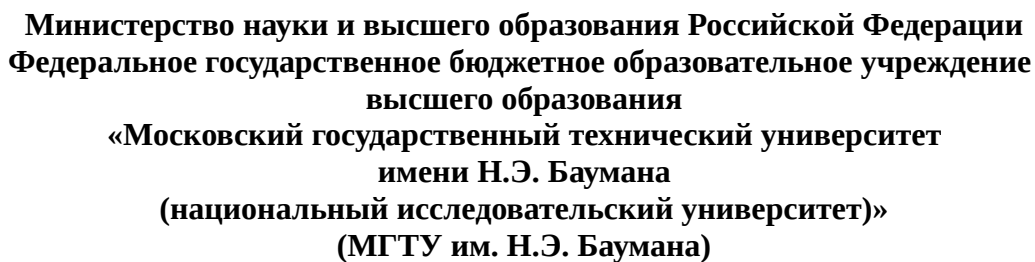 Министерство науки и высшего образования Российской Федерации
Федеральное государственное бюджетное образовательное учреждение
высшего образования
«Московский государственный технический университет
имени Н.Э. Баумана
(национальный исследовательский университет)»
(МГТУ им. Н.Э. Баумана)